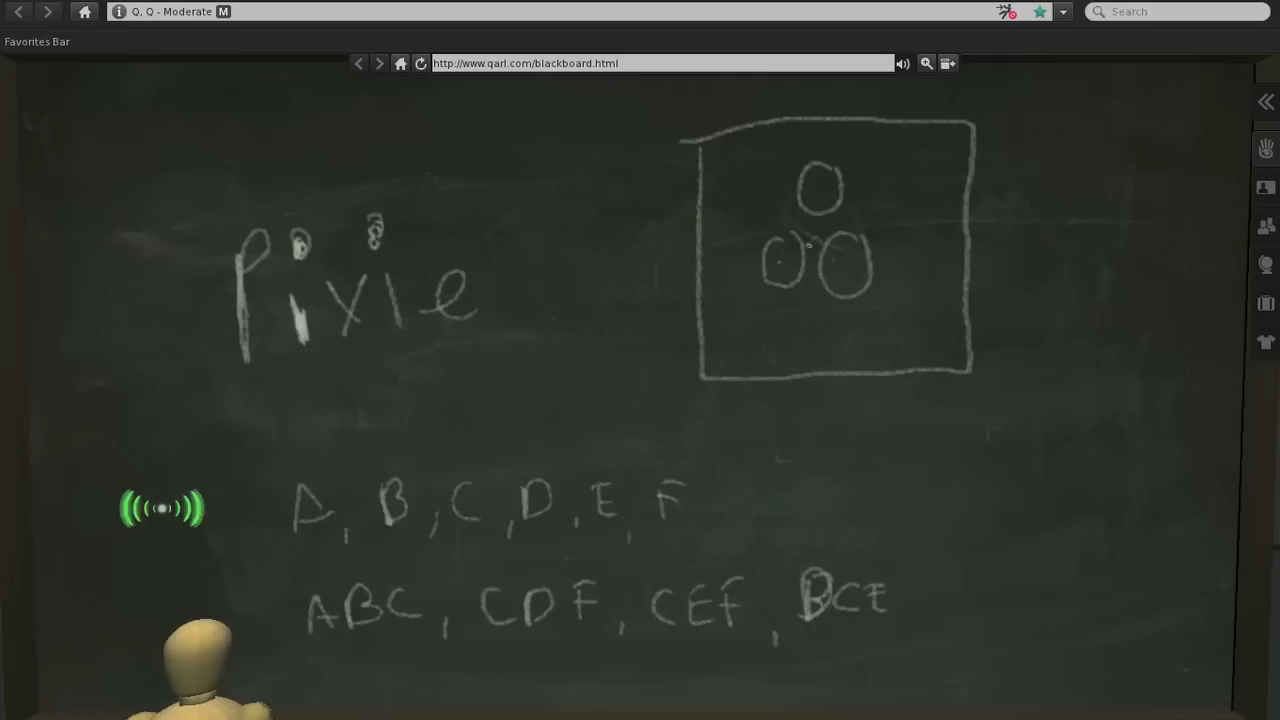 Q, Q - Moderate M
Search
Favorites Bar
http://www.qarl.com/blackboard.html
Pixie
A, B, C, D, E, F
ABC, CDF, CEF, BCE